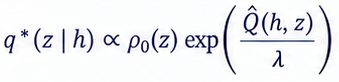 q*(z | h) ∝ ρ₀(z) exp( Q̂(h, z) / λ )